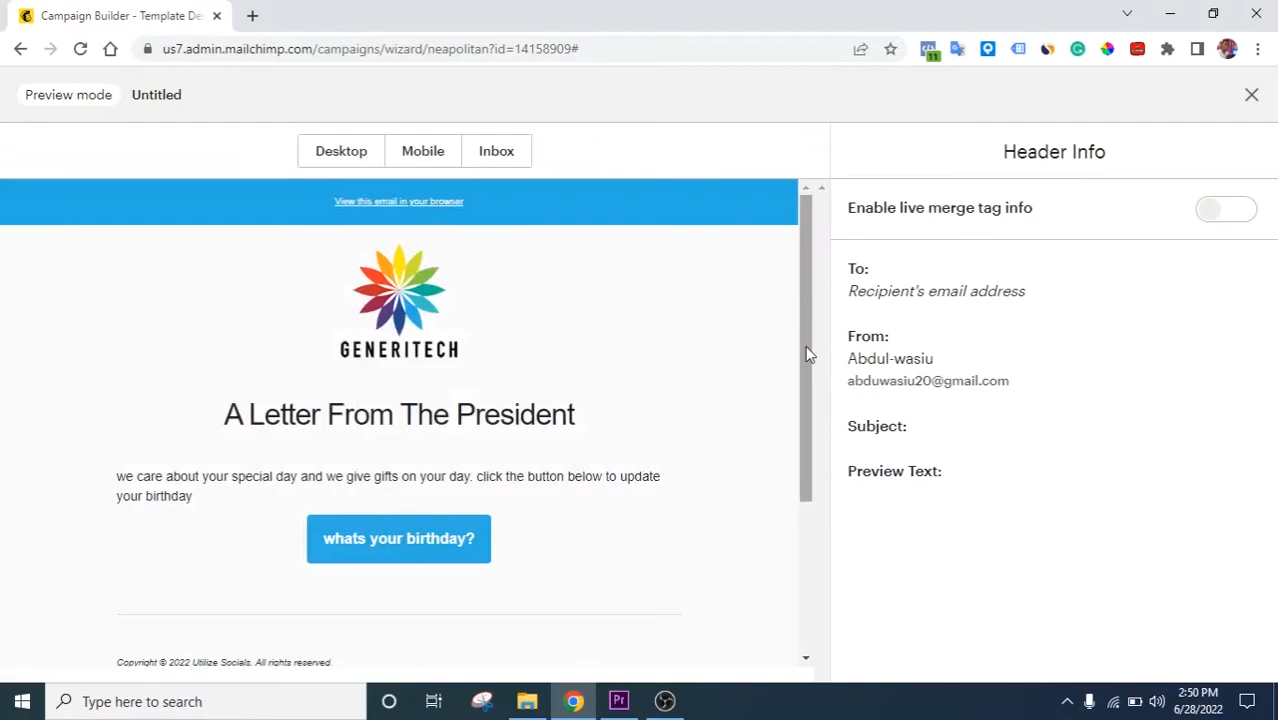 Campaign Builder - Template De
us7.admin.mailchimp.com/campaigns/wizard/neapolitan?id=14158909#
11
Preview mode
Untitled
Desktop
Mobile
Inbox
Header Info
View this email in your browser
Enable live merge tag info
GENERITECH
To:
Recipient's email address
From:
Abdul-wasiu
abduwasiu20@gmail.com
A Letter From The President
Subject:
Preview Text:
we care about your special day and we give gifts on your day. click the button below to update
your birthday
whats your birthday?
Copyright © 2022 Utilize Socials. All rights reserved.
Type here to search
Pr
2:50 PM
6/28/2022